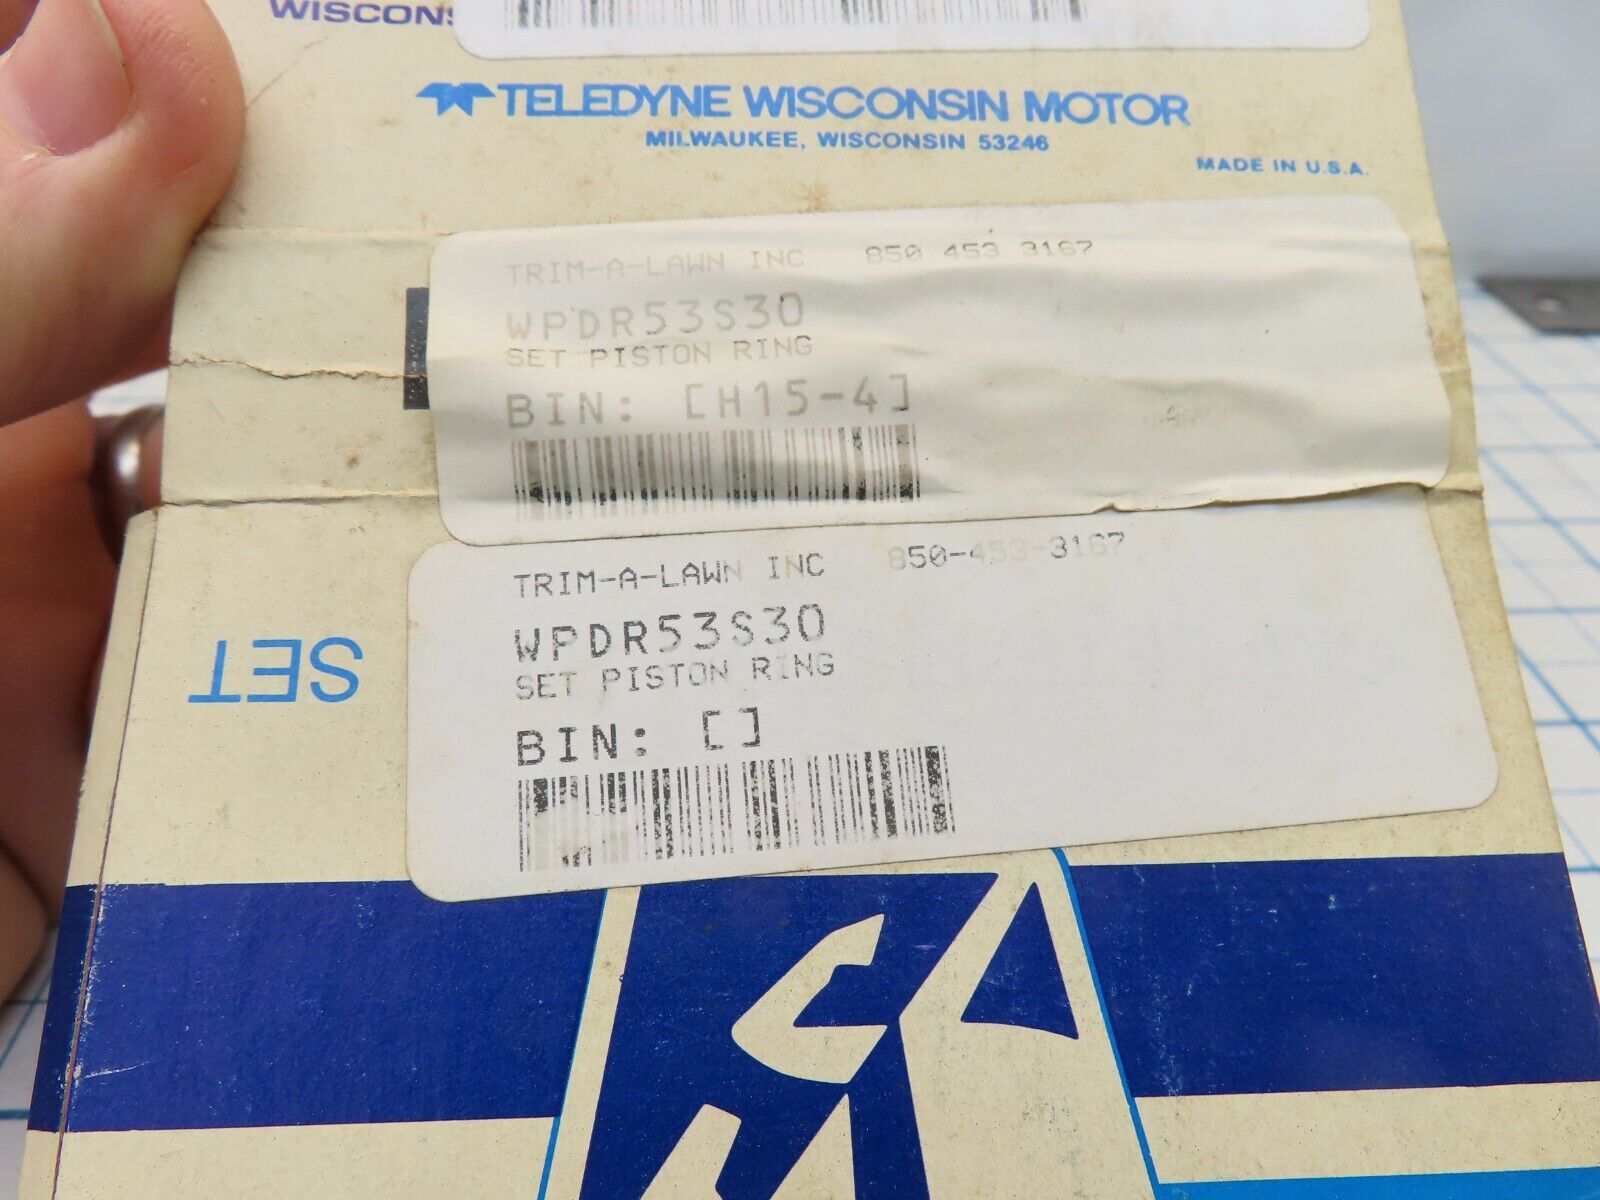 WISCONS
TELEDYNE WISCONSIN MOTOR
MILWAUKEE, WISCONSIN 53246
MADE IN U.S.A.
TRIM-A-LAWN INC 850 453 3167
WPDR53S30
SET PISTON RING
BIN: [H15-4]
TRIM-A-LAWN INC 850-453-3167
WPDR53S30
SET PISTON RING
BIN: []
SET